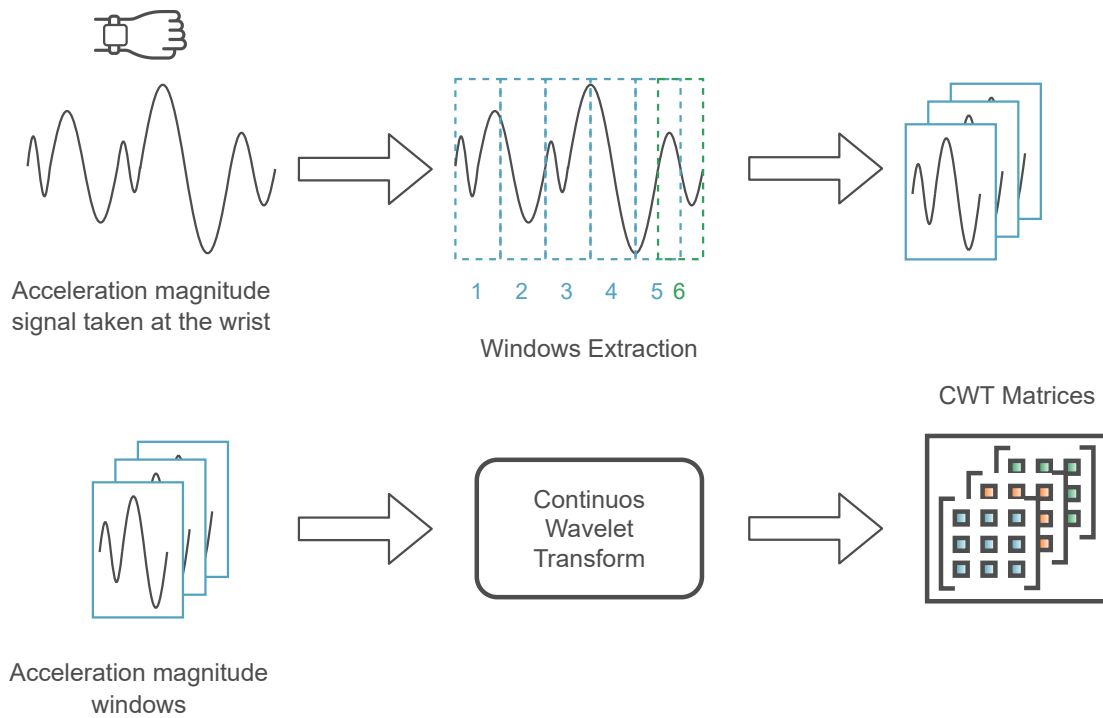 Acceleration magnitude
signal taken at the wrist
1 2 3 4 5 6
Windows Extraction
CWT Matrices
Continuos
Wavelet
Transform
Acceleration magnitude
windows